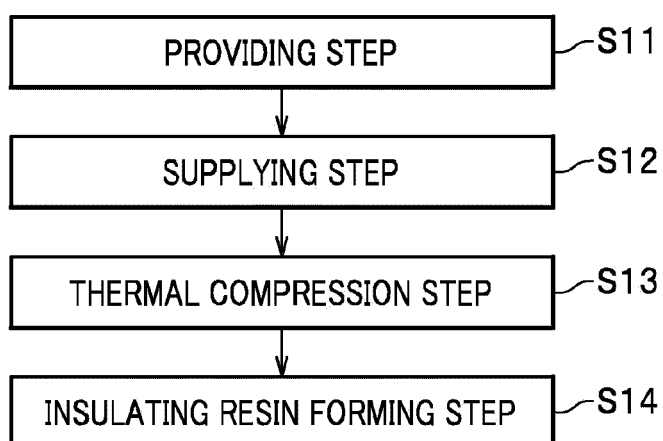 PROVIDING STEP S11
SUPPLYING STEP S12
THERMAL COMPRESSION STEP S13
INSULATING RESIN FORMING STEP S14